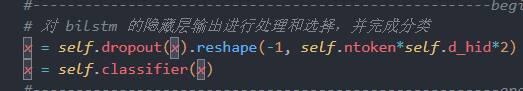 #--------------------------------------------------begi
# 对 bilstm 的隐藏层输出进行处理和选择，并完成分类
x = self.dropout(x).reshape(-1, self.ntoken*self.d_hid*2)
x = self.classifier(x)